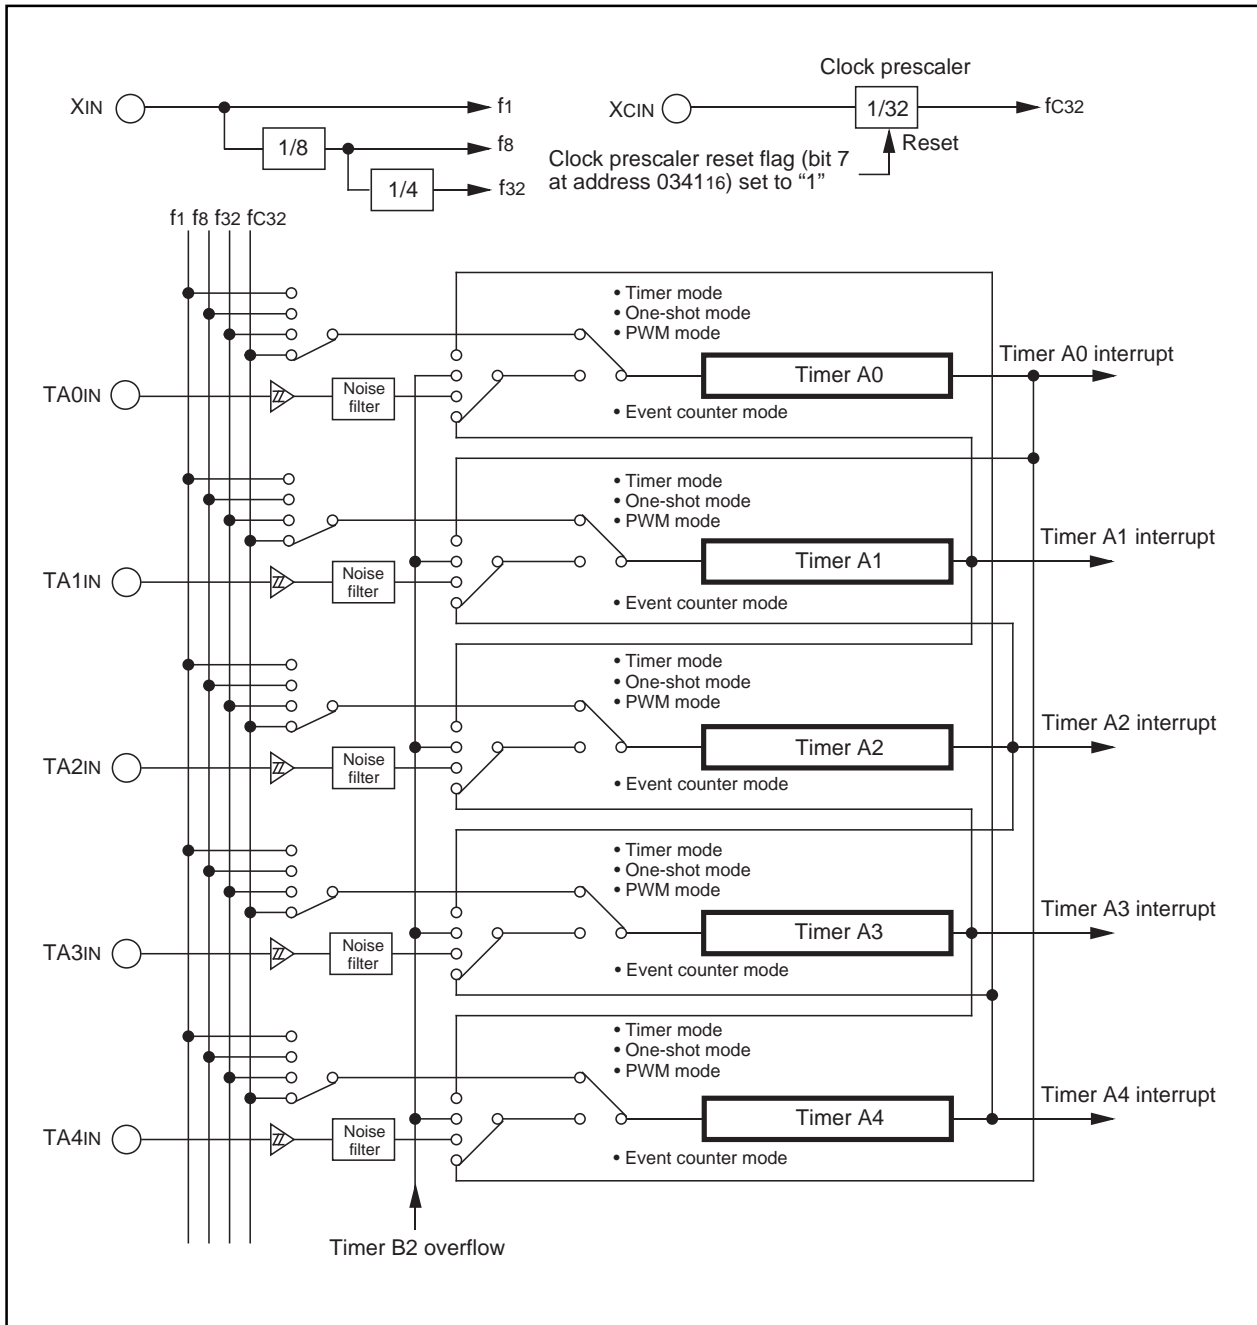 Clock prescaler
XIN
f1
XCIN
1/32
fC32
1/8
f8
Reset
Clock prescaler reset flag (bit 7
at address 034116) set to “1”
1/4
f32
f1 f8 f32 fC32
• Timer mode
• One-shot mode
• PWM mode
Timer A0 interrupt
TA0IN
Noise
filter
Timer A0
• Event counter mode
• Timer mode
• One-shot mode
• PWM mode
Timer A1 interrupt
TA1IN
Noise
filter
Timer A1
• Event counter mode
• Timer mode
• One-shot mode
• PWM mode
Timer A2 interrupt
TA2IN
Noise
filter
Timer A2
• Event counter mode
• Timer mode
• One-shot mode
• PWM mode
Timer A3 interrupt
TA3IN
Noise
filter
Timer A3
• Event counter mode
• Timer mode
• One-shot mode
• PWM mode
Timer A4 interrupt
TA4IN
Noise
filter
Timer A4
• Event counter mode
Timer B2 overflow